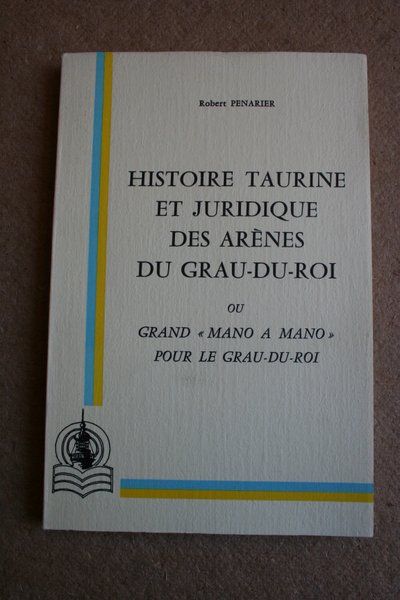 Robert PENARIER
HISTOIRE TAURINE
ET JURIDIQUE
DES ARÈNES
DU GRAU-DU-ROI
OU
GRAND « MANO A MANO »
POUR LE GRAU-DU-ROI